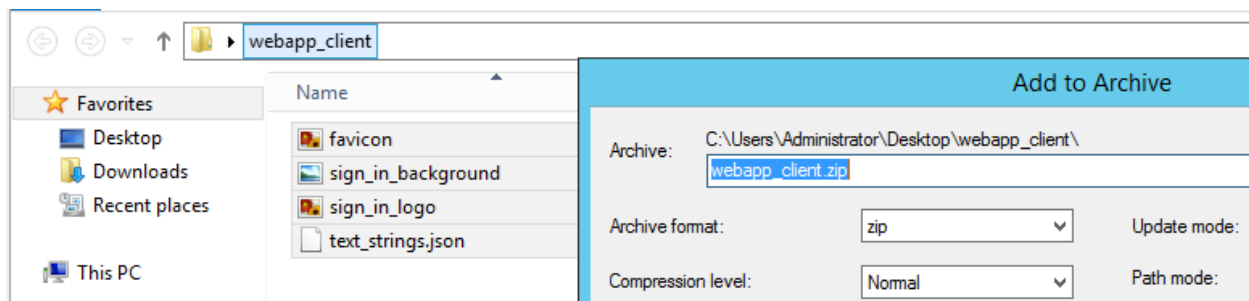 webapp_client
Favorites
Desktop
Downloads
Recent places
This PC
Name
favicon
sign_in_background
sign_in_logo
text_strings.json
Add to Archive
Archive:
C:\Users\Administrator\Desktop\webapp_client\
webapp_client.zip
Archive format:
zip
Update mode:
Compression level:
Normal
Path mode: